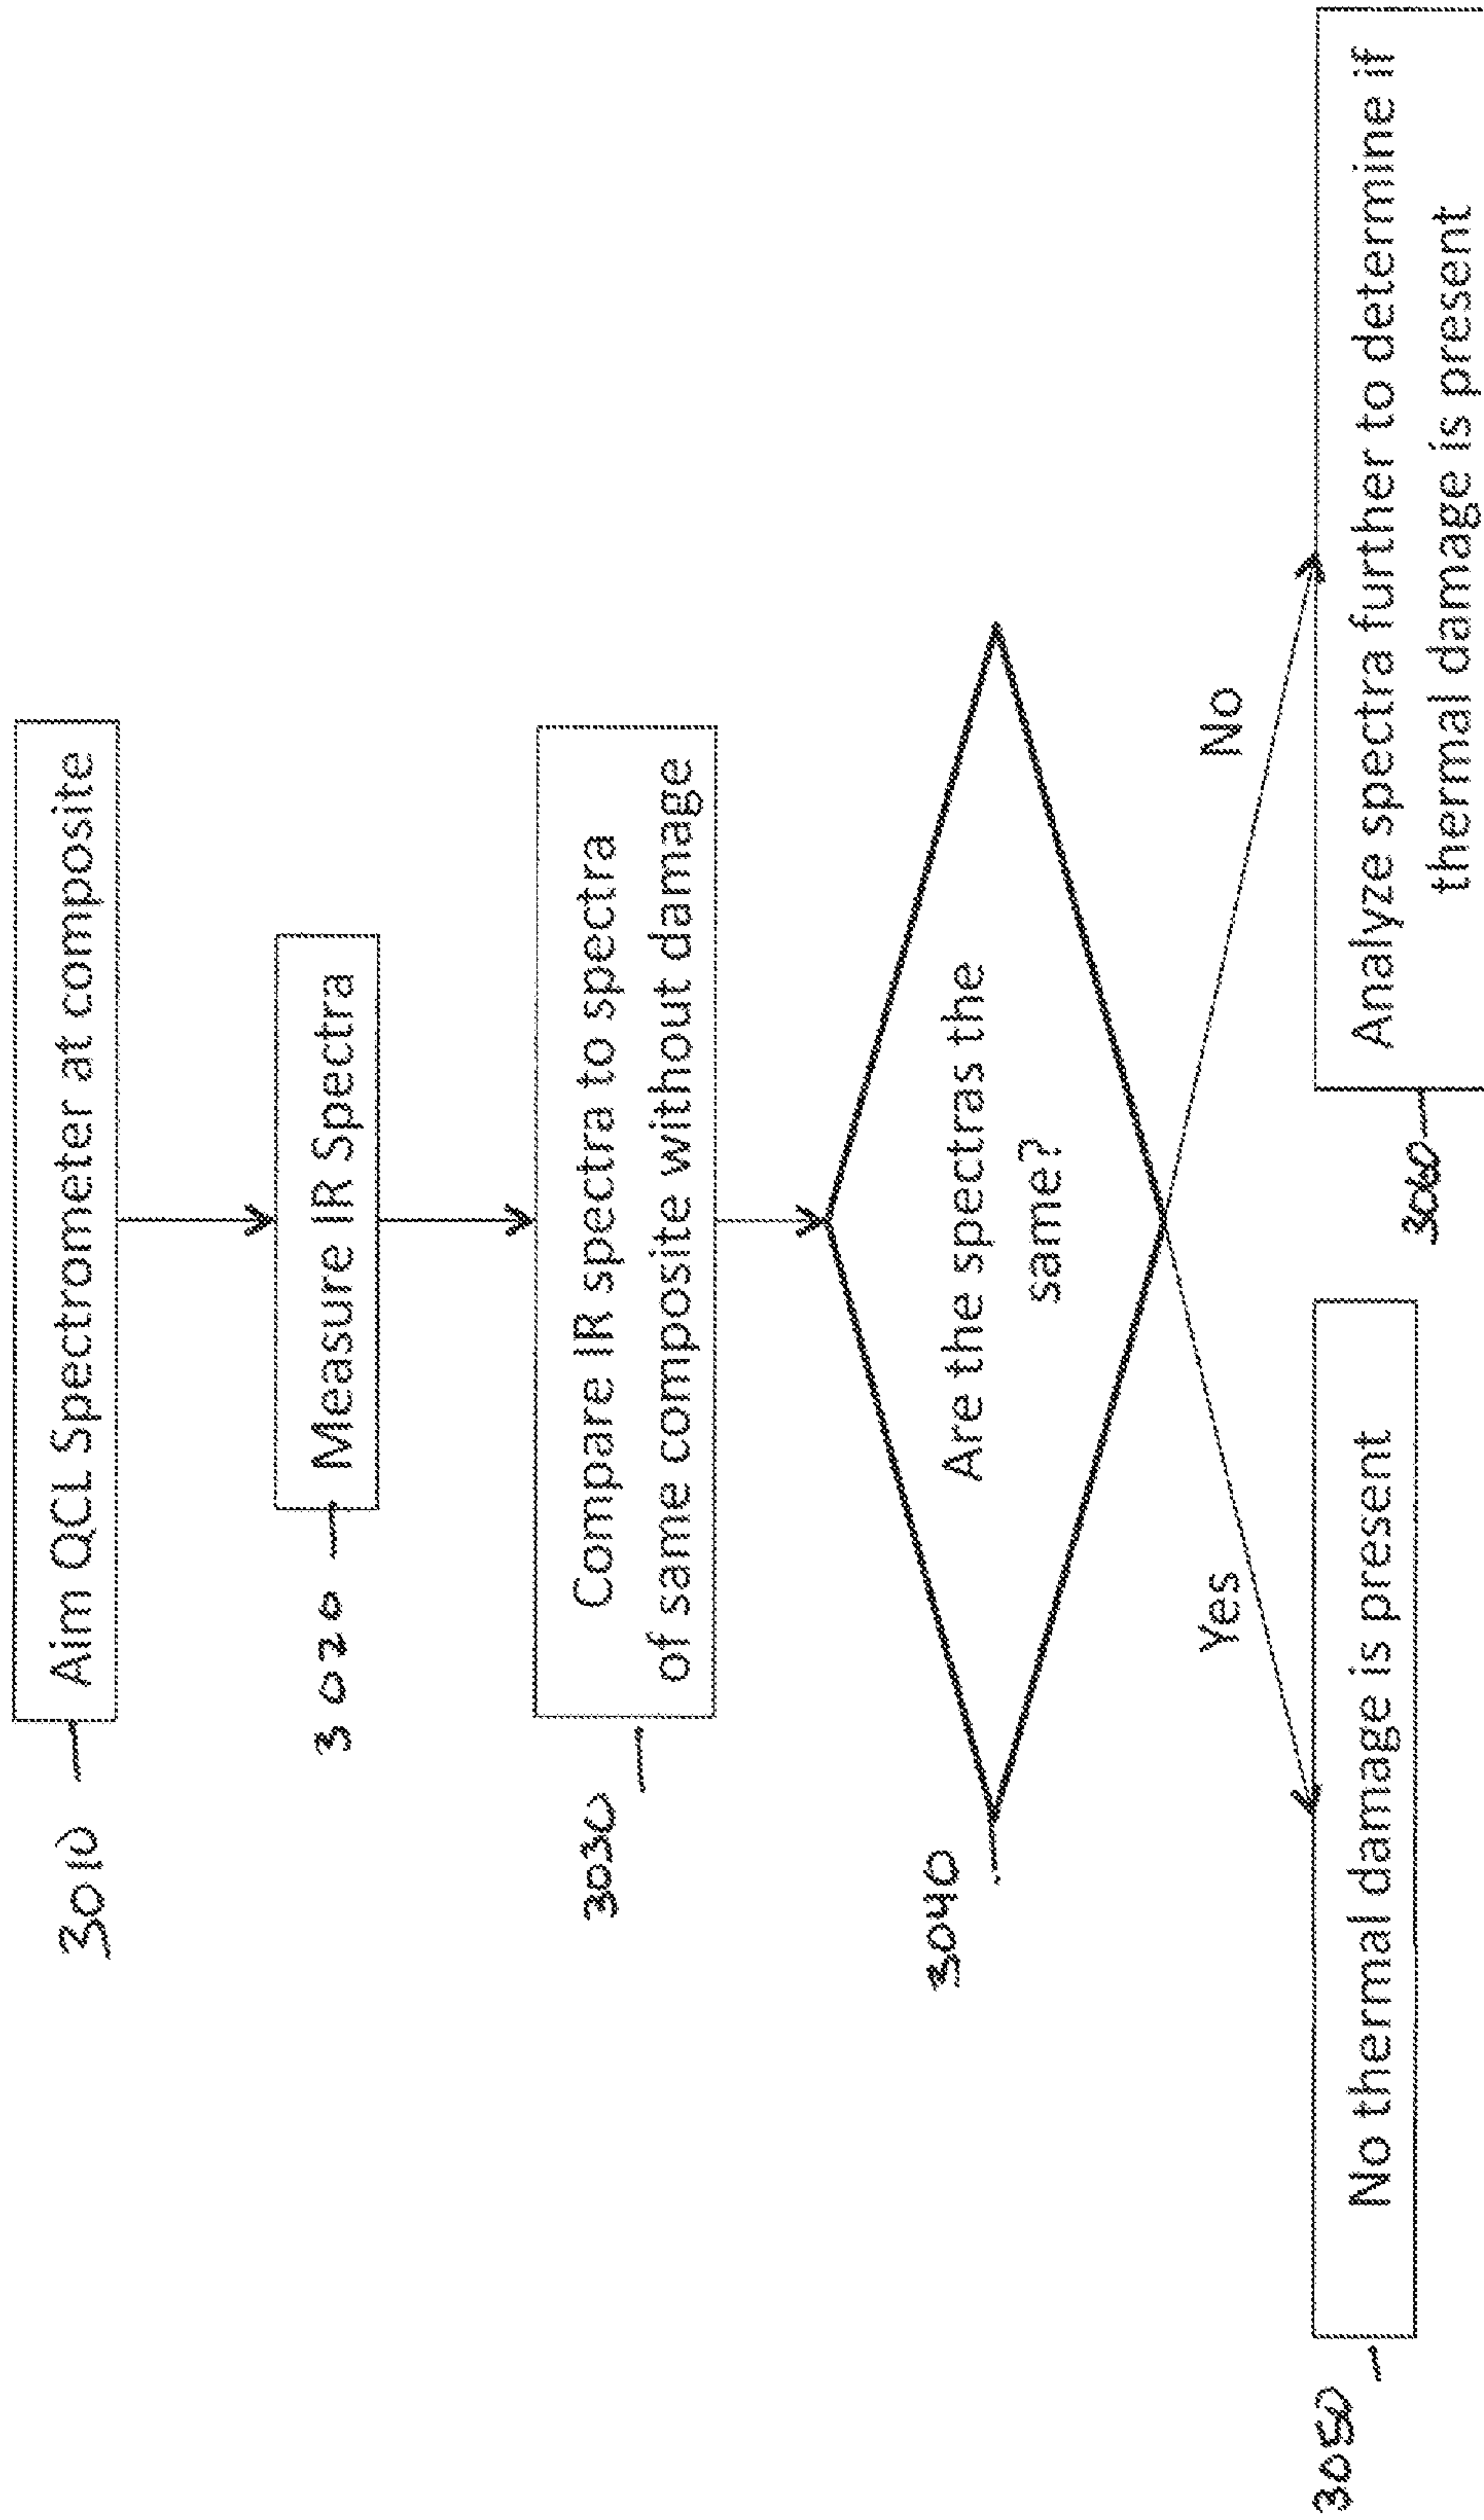 3010
Aim QCL Spectrometer at composite
3020
Measure IR Spectra
3030
Compare IR spectra to spectra
of same composite without damage
3040
Are the spectras the
same?
Yes
No
3050
No thermal damage is present
3060
Analyze spectra further to determine if
thermal damage is present